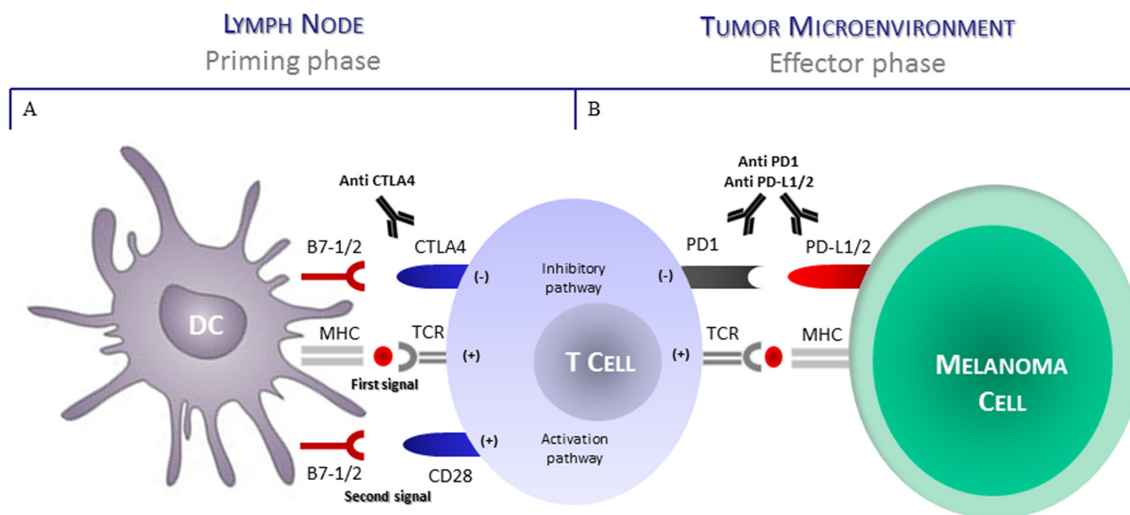 LYMPH NODE
Priming phase
TUMOR MICROENVIRONMENT
Effector phase
A
B
Anti CTLA4
B7-1/2
CTLA4
(-)
DC
MHC
TCR
(+)
First signal
B7-1/2
CD28
(+)
Second signal
Inhibitory
pathway
T CELL
Activation
pathway
Anti PD1
Anti PD-L1/2
PD1
PD-L1/2
(-)
TCR
MHC
(+)
MELANOMA
CELL